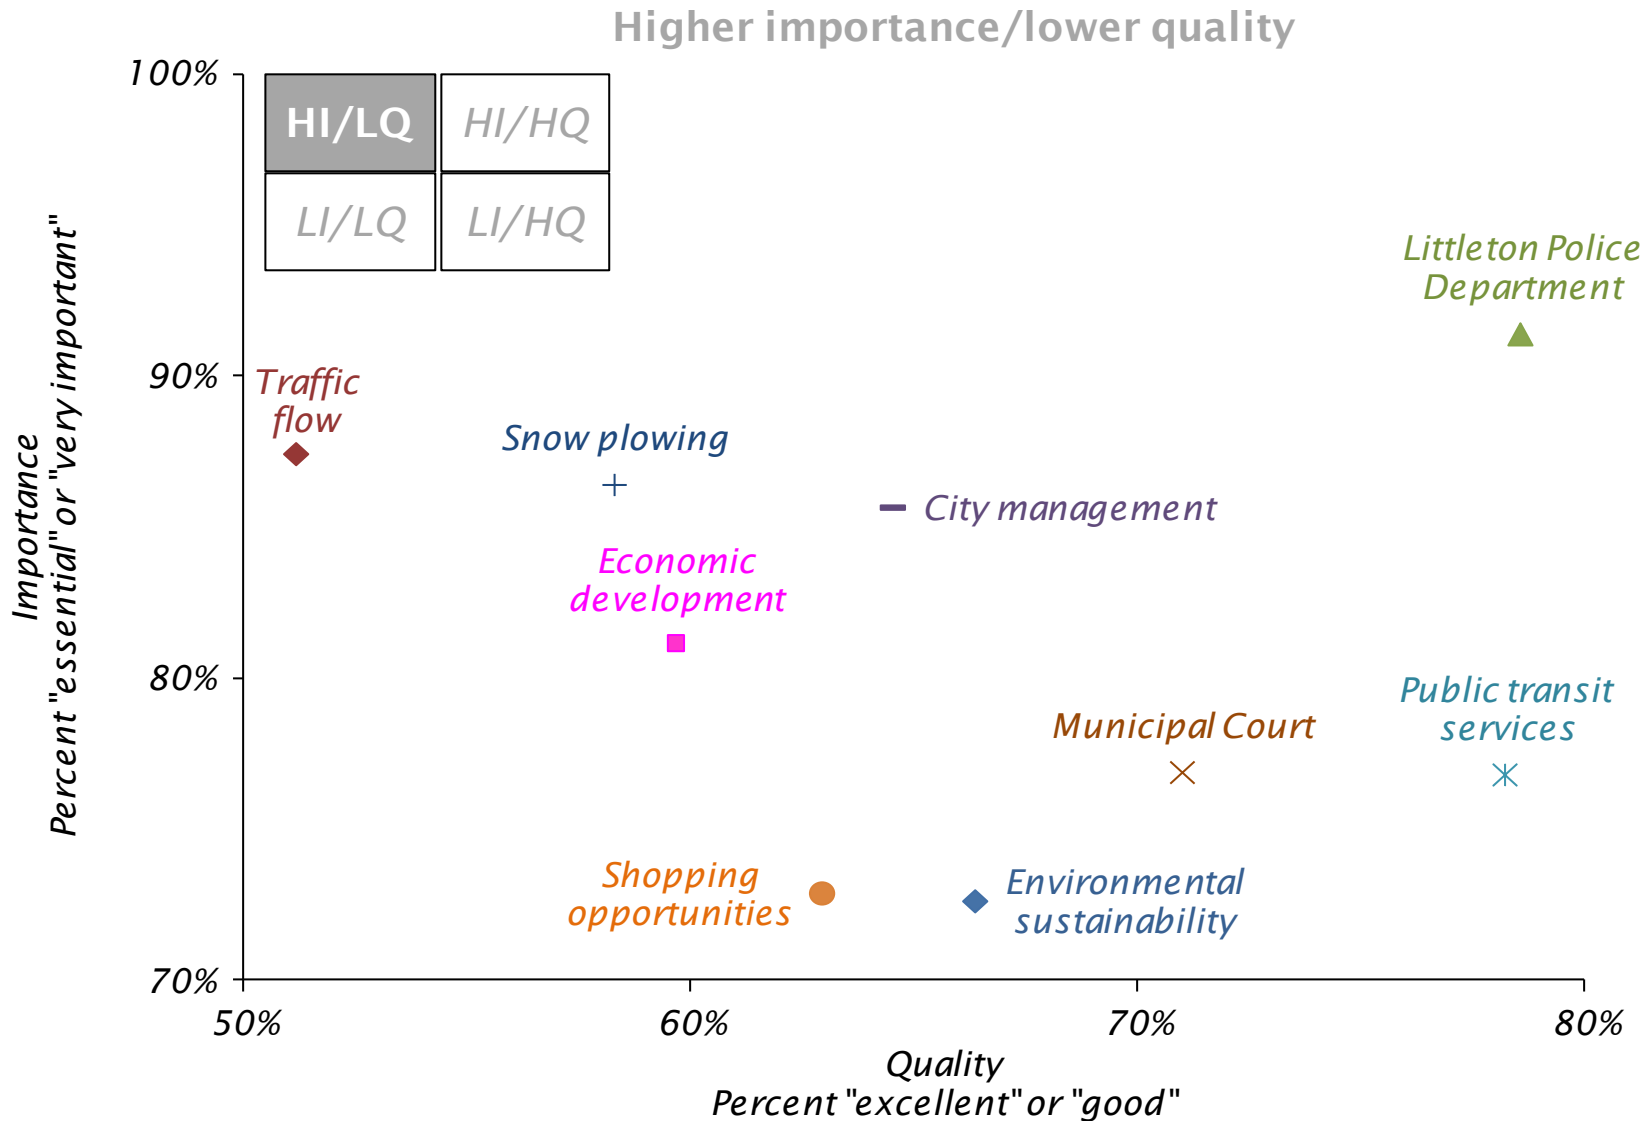 Higher importance/lower quality
100%
HI/LQ
HI/HQ
LI/LQ
LI/HQ
Littleton Police
Department
90%
Traffic
flow
Snow plowing
City management
Economic
development
Importance
Percent "essential" or "very important"
80%
Public transit
services
Municipal Court
Shopping
opportunities
Environmental
sustainability
70%
50%
60%
70%
80%
Quality
Percent "excellent" or "good"